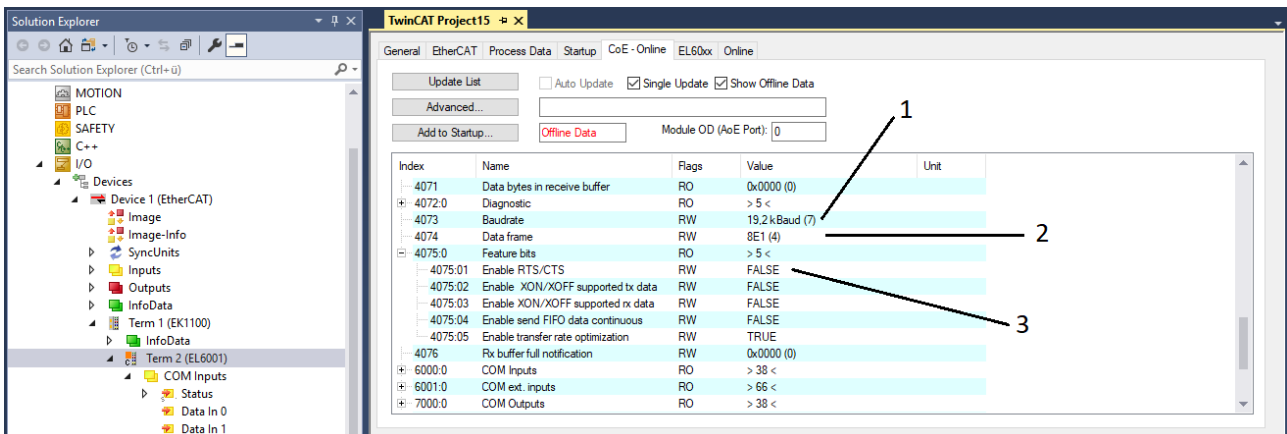 Solution Explorer
Search Solution Explorer (Ctrl+ü)
MOTION
PLC
SAFETY
C++
I/O
Devices
Device 1 (EtherCAT)
Image
Image-Info
SyncUnits
Inputs
Outputs
InfoData
Term 1 (EK1100)
InfoData
Term 2 (EL6001)
COM Inputs
Status
Data In 0
Data In 1
TwinCAT Project15
General EtherCAT Process Data Startup CoE - Online EL60xx Online
Update List Auto Update Single Update Show Offline Data
Advanced...
Add to Startup... Offline Data Module OD (AoE Port): 0
Index Name Flags Value Unit
4071 Data bytes in receive buffer RO 0x0000 (0)
4072:0 Diagnostic RO > 5 <
4073 Baudrate RW 19,2 kBaud (7)
4074 Data frame RW 8E1 (4)
4075:0 Feature bits RO > 5 <
4075:01 Enable RTS/CTS RW FALSE
4075:02 Enable XON/XOFF supported tx data RW FALSE
4075:03 Enable XON/XOFF supported rx data RW FALSE
4075:04 Enable send FIFO data continuous RW FALSE
4075:05 Enable transfer rate optimization RW TRUE
4076 Rx buffer full notification RW 0x0000 (0)
6000:0 COM Inputs RO > 38 <
6001:0 COM ext. inputs RO > 66 <
7000:0 COM Outputs RO > 38 <
1
2
3